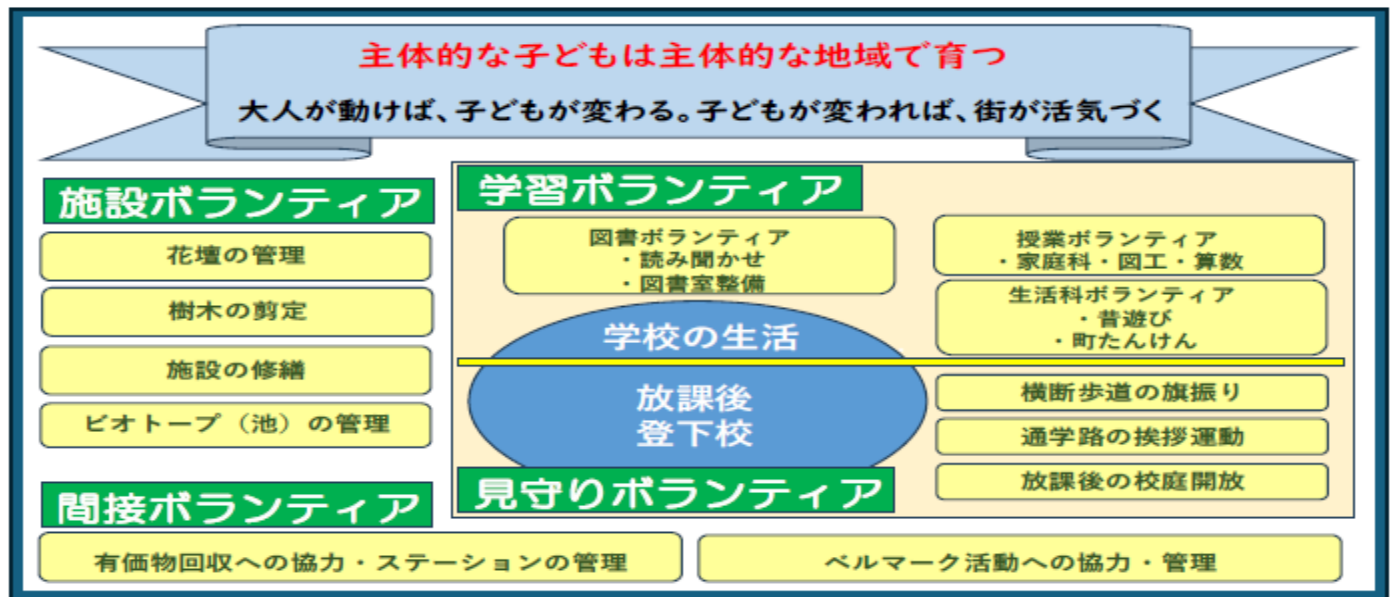 主体的な子どもは主体的な地域で育つ
大人が動けば、子どもが変わる。子どもが変われば、街が活気づく
施設ボランティア
花壇の管理
樹木の剪定
施設の修繕
ビオトープ（池）の管理
学習ボランティア
図書ボランティア
・読み聞かせ
・図書室整備
授業ボランティア
・家庭科・図工・算数
生活科ボランティア
・昔遊び
・町たんけん
学校の生活
放課後
登下校
横断歩道の旗振り
通学路の挨拶運動
放課後の校庭開放
見守りボランティア
間接ボランティア
有価物回収への協力・ステーションの管理
ベルマーク活動への協力・管理